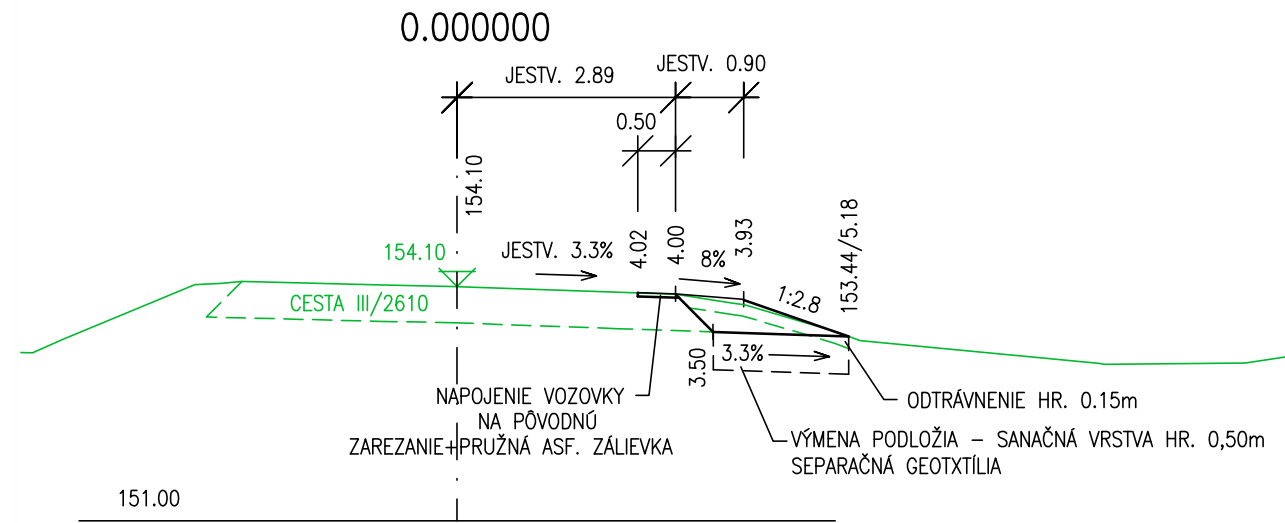 0.000000
JESTV. 2.89
JESTV. 0.90
0.50
154.10
154.10
JESTV. 3.3%
4.02
4.00
8%
3.93
1:2.8
153.44/5.18
CESTA III/2610
3.50
3.3%
NAPOJENIE VOZOVKY
NA PÔVODNÚ
ZAREZANIE+PRUŽNÁ ASF. ZÁLIEVKA
ODTRÁVNENIE HR. 0.15m
VÝMENA PODLOŽIA – SANAČNÁ VRSTVA HR. 0,50m
SEPARAČNÁ GEOTXTÍLIA
151.00